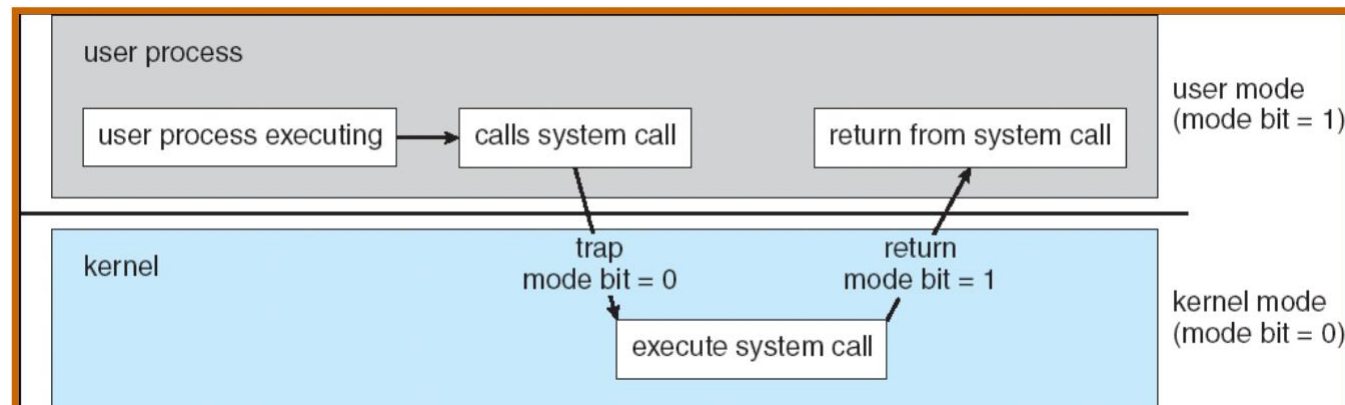 user process
user process executing
calls system call
return from system call
user mode
(mode bit = 1)
kernel
trap
mode bit = 0
return
mode bit = 1
execute system call
kernel mode
(mode bit = 0)